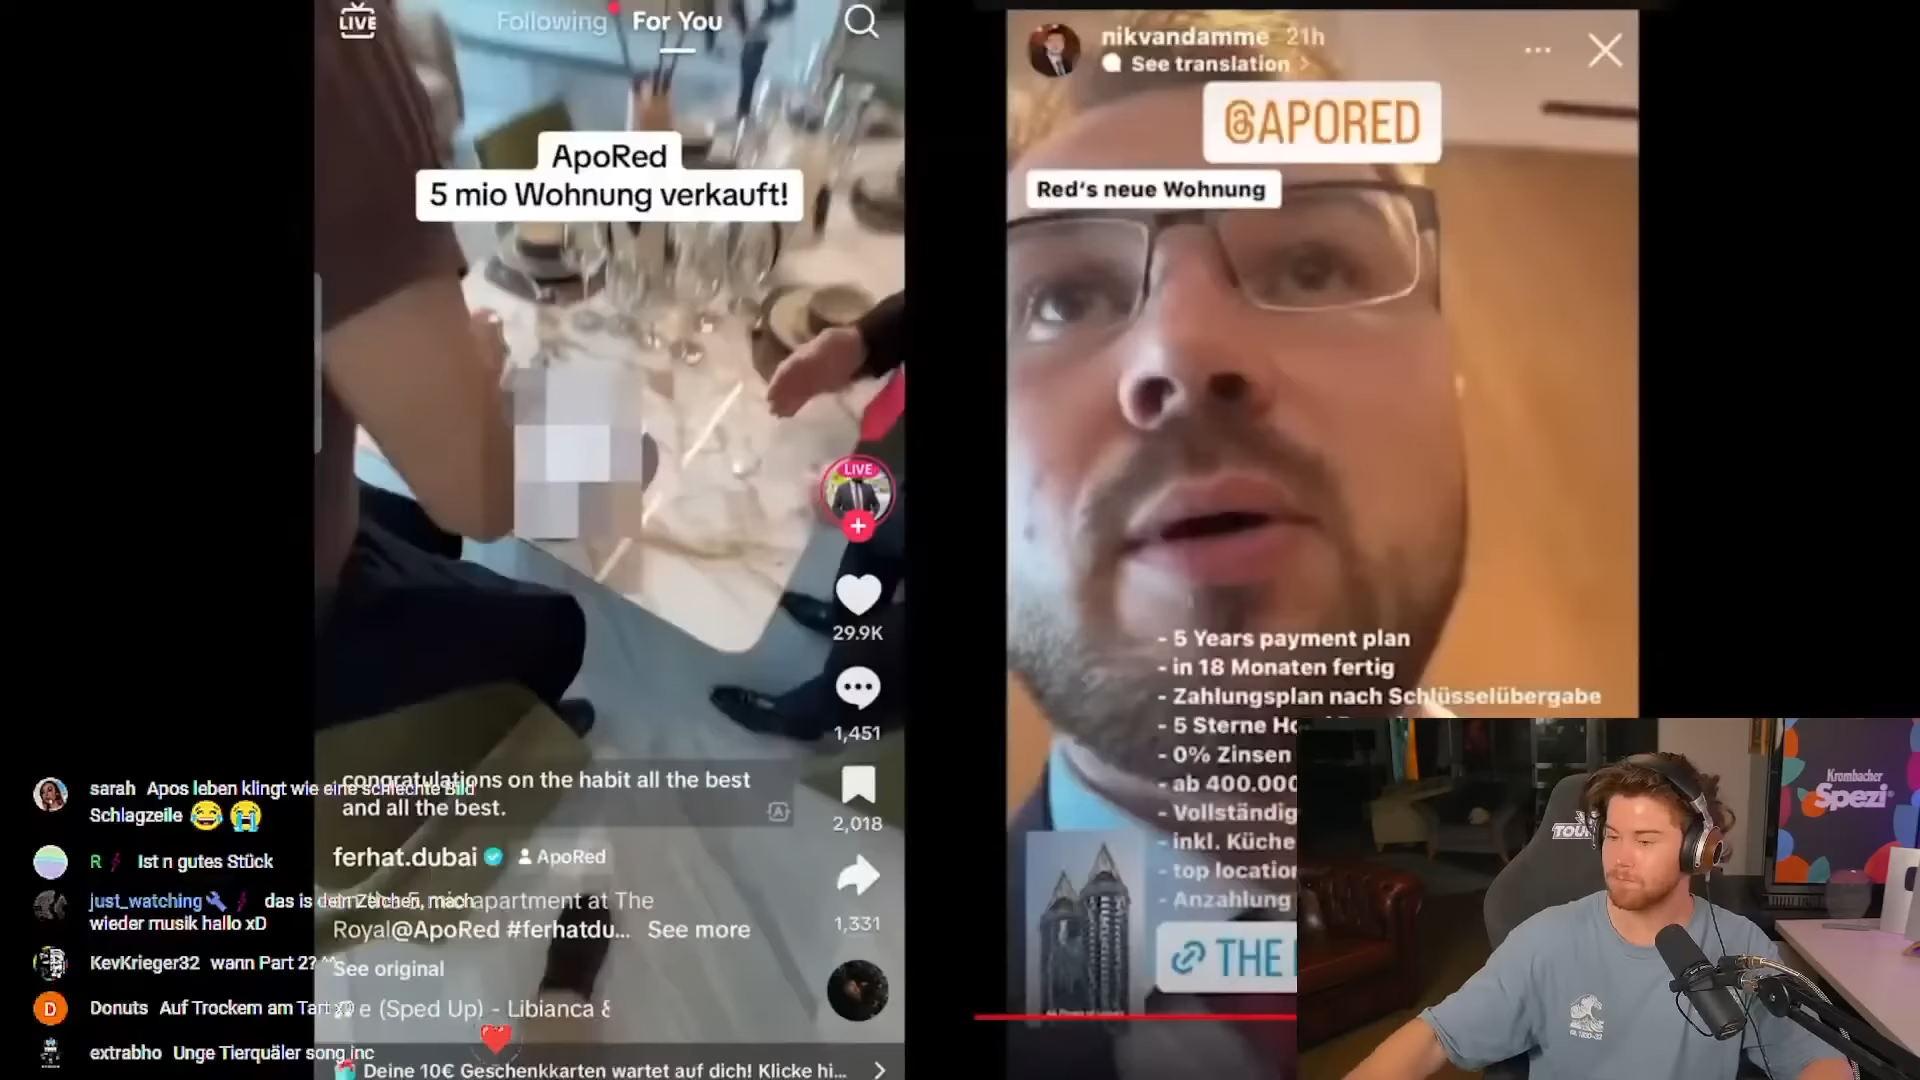 LIVE
Following
For You
ApoRed
5 mio Wohnung verkauft!
LIVE
29.9K
1,451
2,018
1,331
congratulations on the habit all the best
and all the best.
ferhat.dubai
ApoRed
apartment at The
Royal@ApoRed #ferhatdu... See more
See original
e (Sped Up) - Libianca &
Deine 10€ Geschenkkarten wartet auf dich! Klicke hi...
nikvandamme 21h
See translation
@APORED
Red's neue Wohnung
- 5 Years payment plan
- in 18 Monaten fertig
- Zahlungsplan nach Schlüsselübergabe
- 5 Sterne
- 0% Zinsen
- ab 400.000
- Vollständig
- inkl. Küche
- top location
- Anzahlung
THE
sarah Apos leben klingt wie eine schlechte Bild
Schlagzeile 😂 😭
R Ist n gutes Stück
just_watching das is dein Zeichen, mach
wieder musik hallo xD
KevKrieger32 wann Part 2? ^^
D
Donuts Auf Trockem am Tart xD
extrabho Unge Tierquäler song inc
Krombacher
Spezi